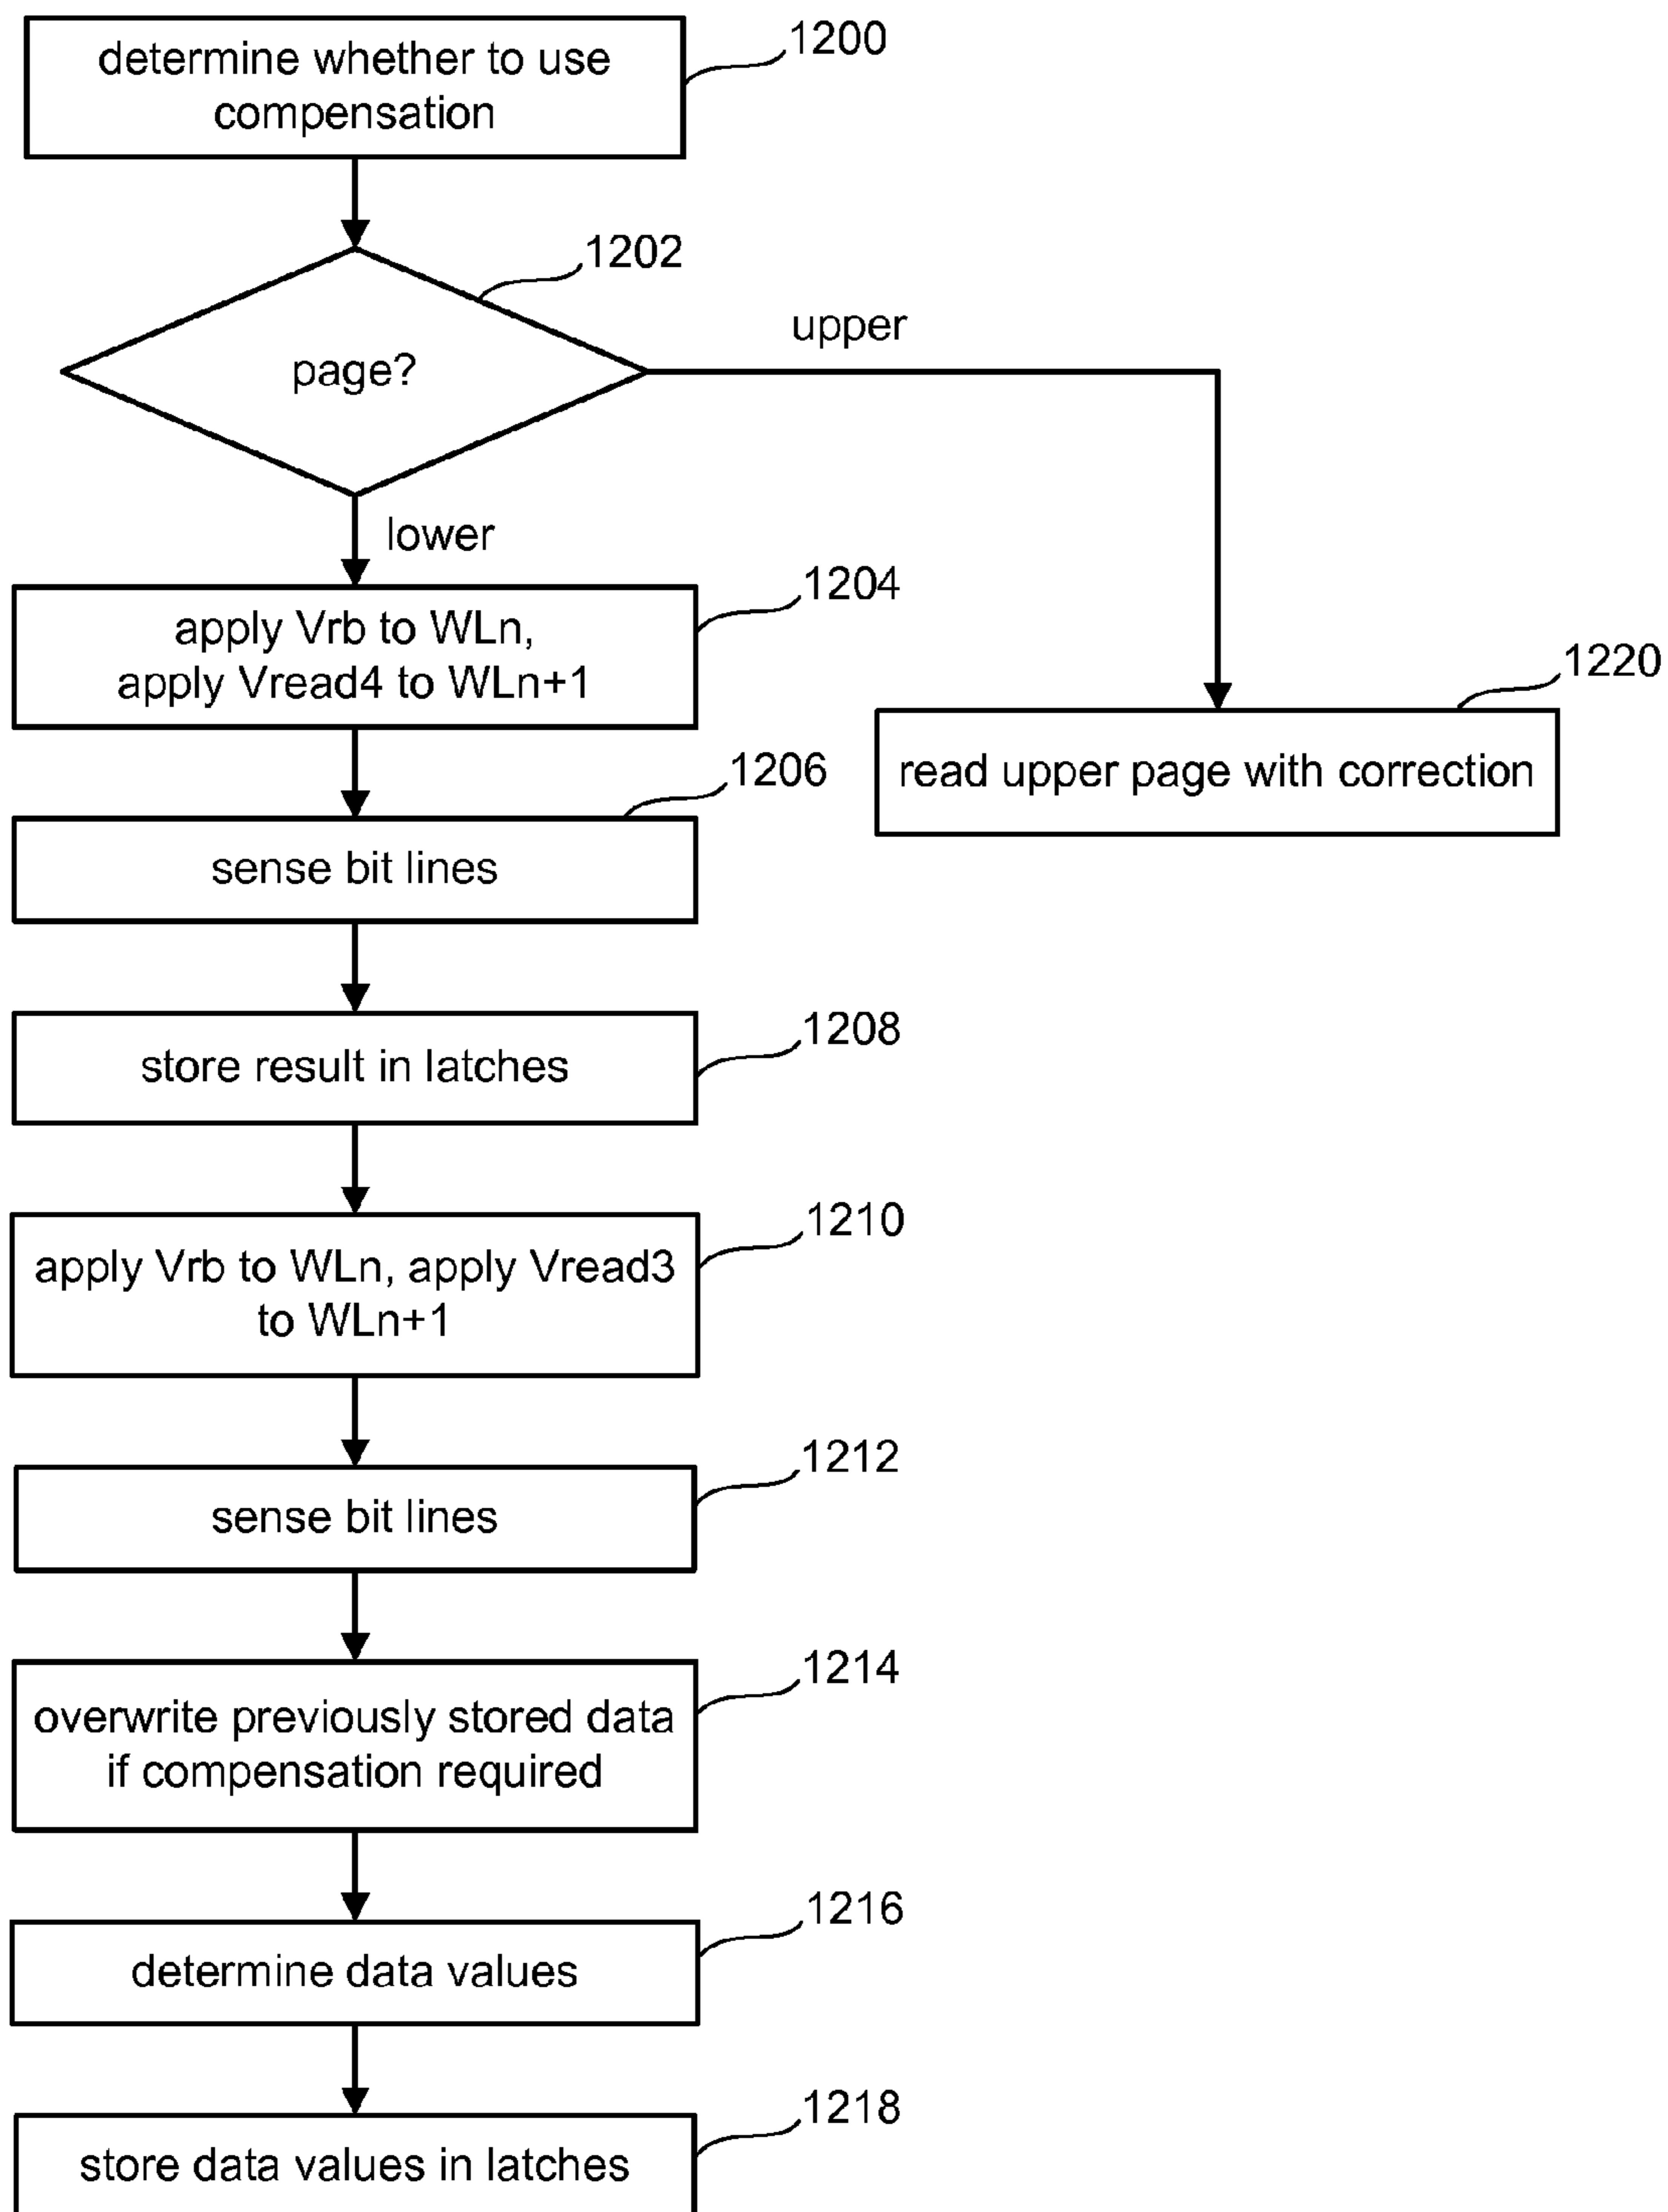 determine whether to use
compensation
1200
1202
page?
upper
lower
apply Vrb to WLn,
apply Vread4 to WLn+1
1204
1220
read upper page with correction
1206
sense bit lines
store result in latches
1208
1210
apply Vrb to WLn, apply Vread3
to WLn+1
1212
sense bit lines
1214
overwrite previously stored data
if compensation required
1216
determine data values
1218
store data values in latches